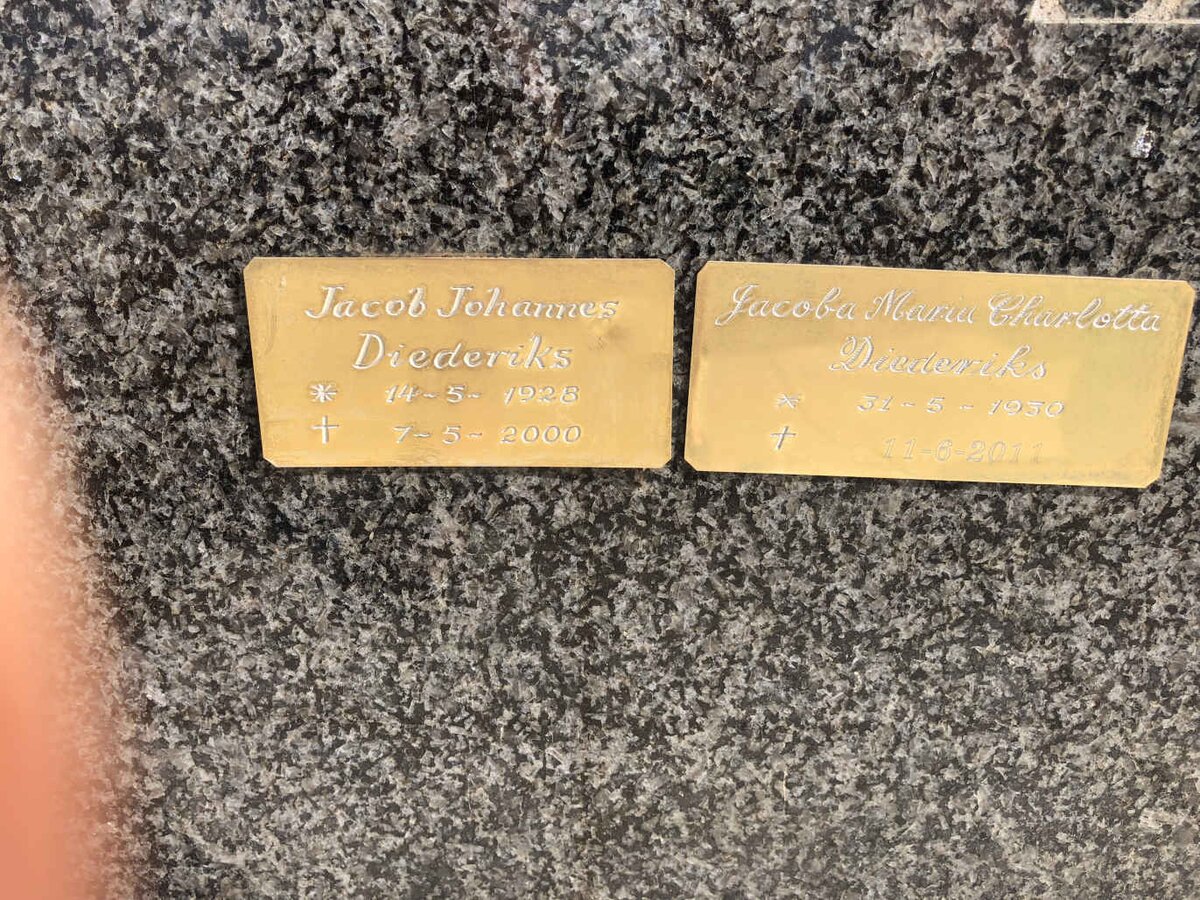 Jacob Johannes
Diederiks
* 14-5-1928
† 7-5-2000
Jacoba Maria Charlotta
Diederiks
* 31-5-1930
† 11-6-2011